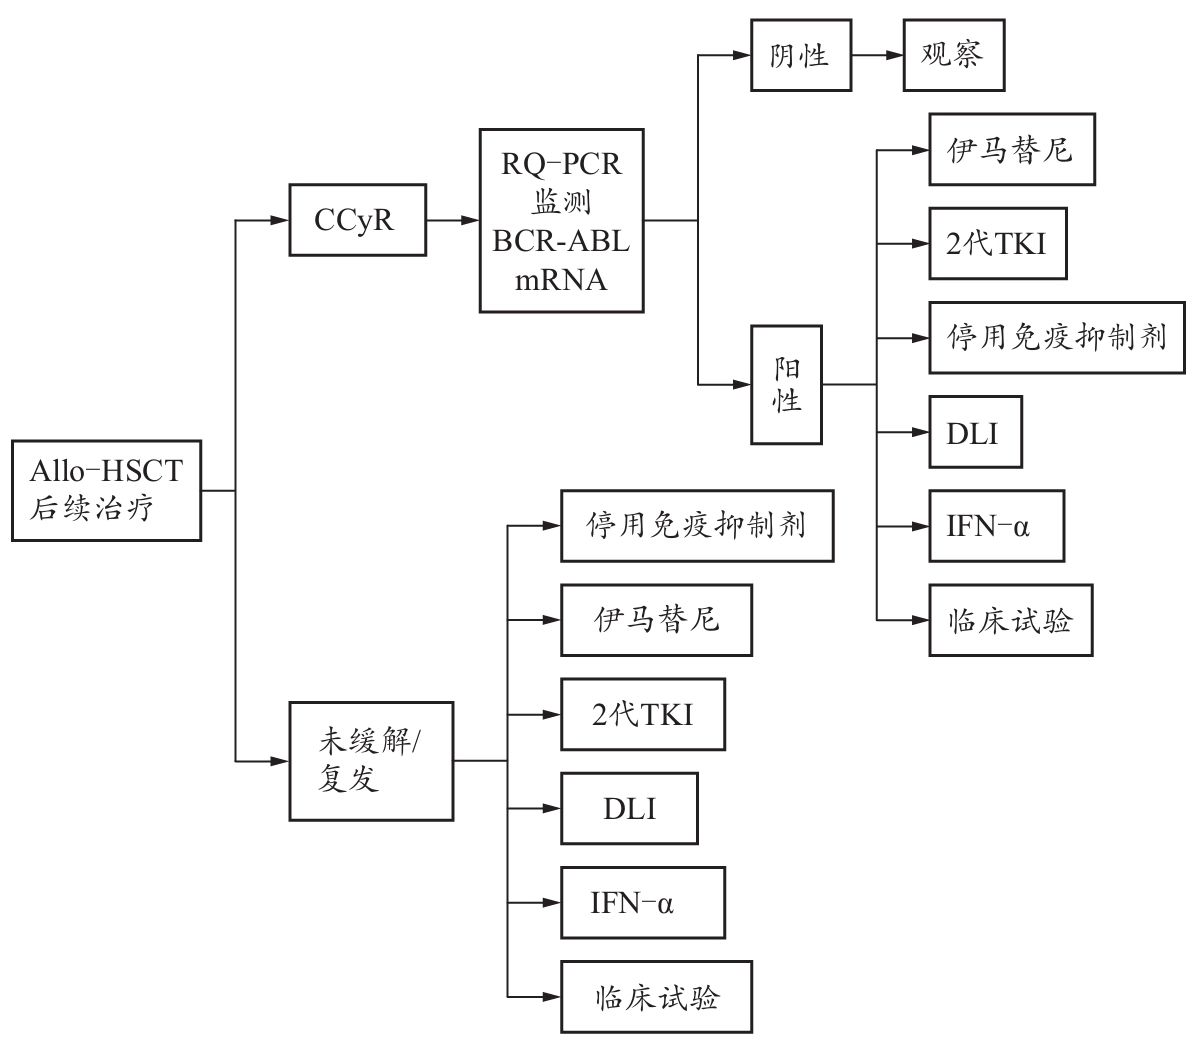 Allo-HSCT
后续治疗
CCyR
RQ-PCR
监测
BCR-ABL
mRNA
阴性
观察
阳
性
伊马替尼
2代TKI
停用免疫抑制剂
DLI
IFN-α
临床试验
未缓解/
复发
停用免疫抑制剂
伊马替尼
2代TKI
DLI
IFN-α
临床试验